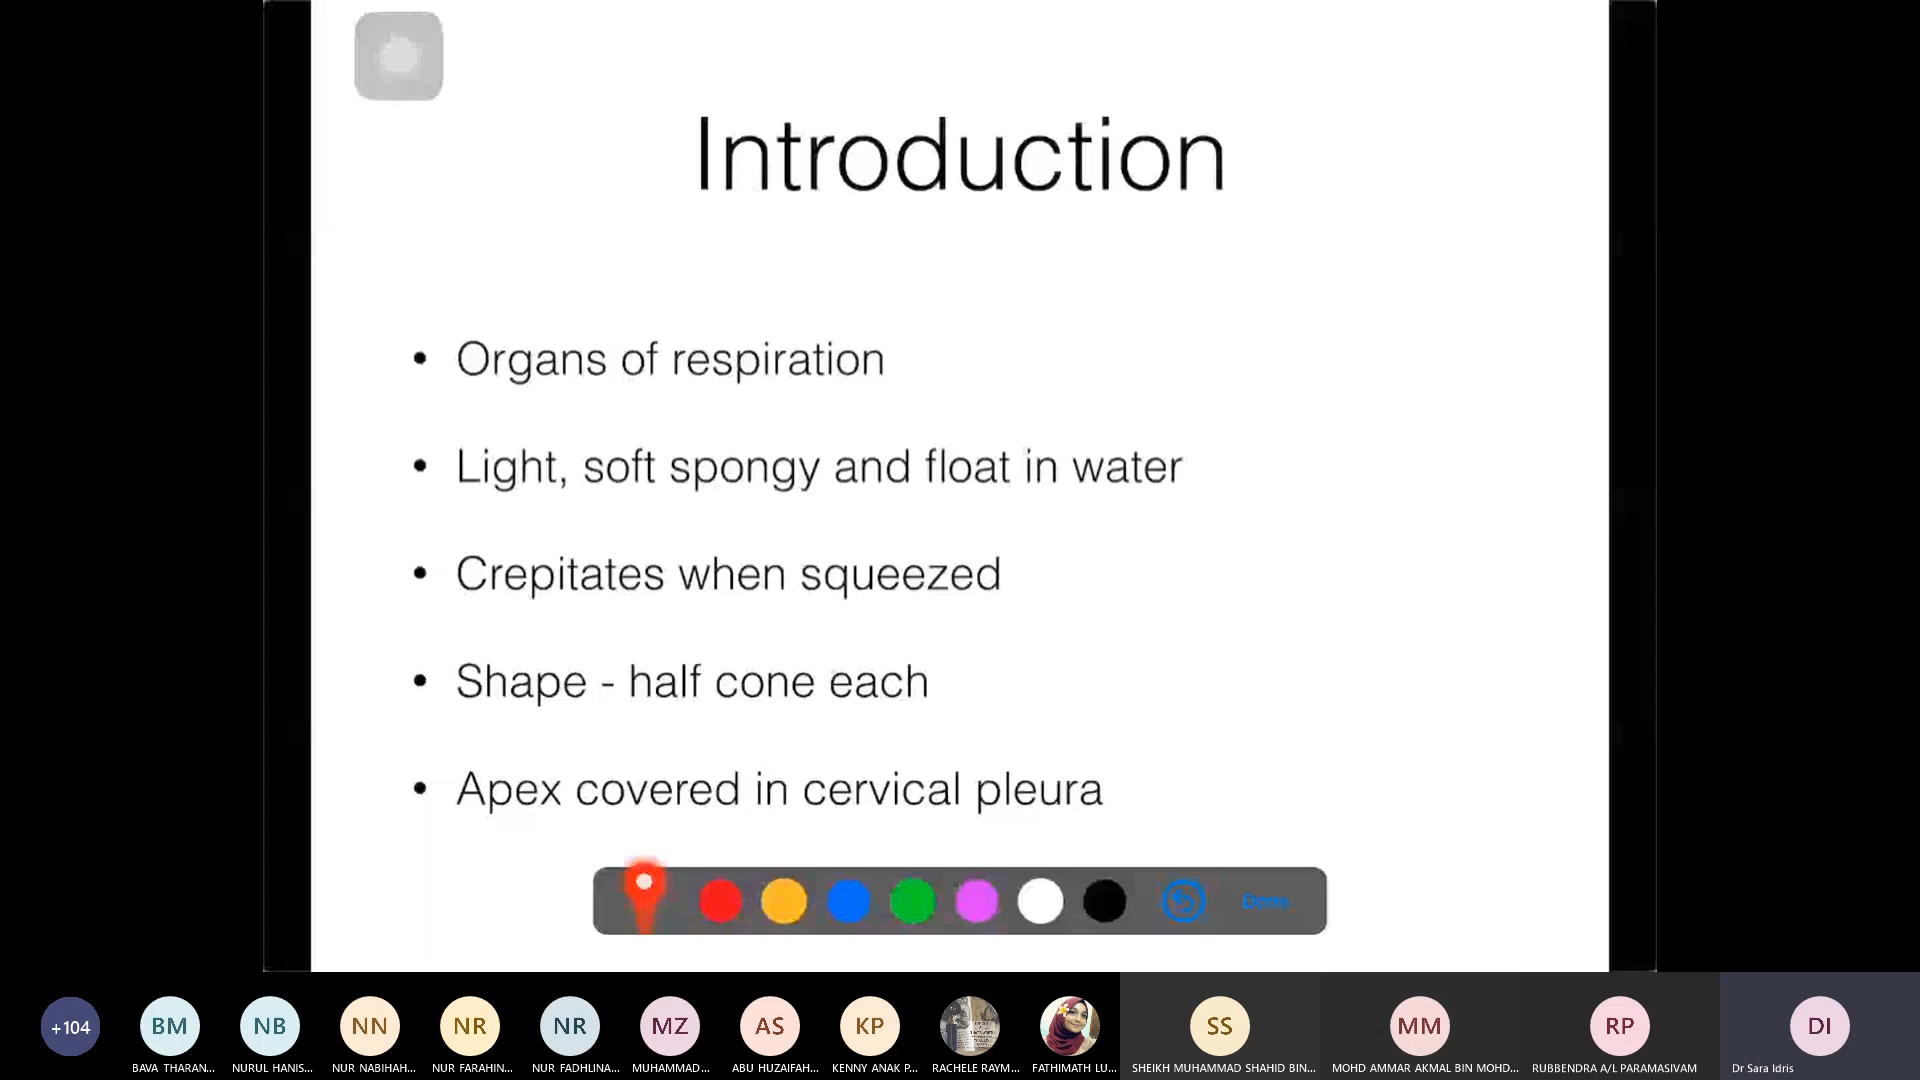 Introduction
• Organs of respiration
• Light, soft spongy and float in water
• Crepitates when squeezed
• Shape - half cone each
• Apex covered in cervical pleura
Done
+104 BM NB NN NR NR MZ AS KP SS MM RP DI
BAVA THARAN... NURUL HANIS... NUR NABIHAH... NUR FARAHIN... NUR FADHLINA... MUHAMMAD... ABU HUZAIFAH... KENNY ANAK P... RACHELE RAYM... FATHIMATH LU... SHEIKH MUHAMMAD SHAHID BIN... MOHD AMMAR AKMAL BIN MOHD... RUBBENDRA A/L PARAMASIVAM Dr Sara Idris